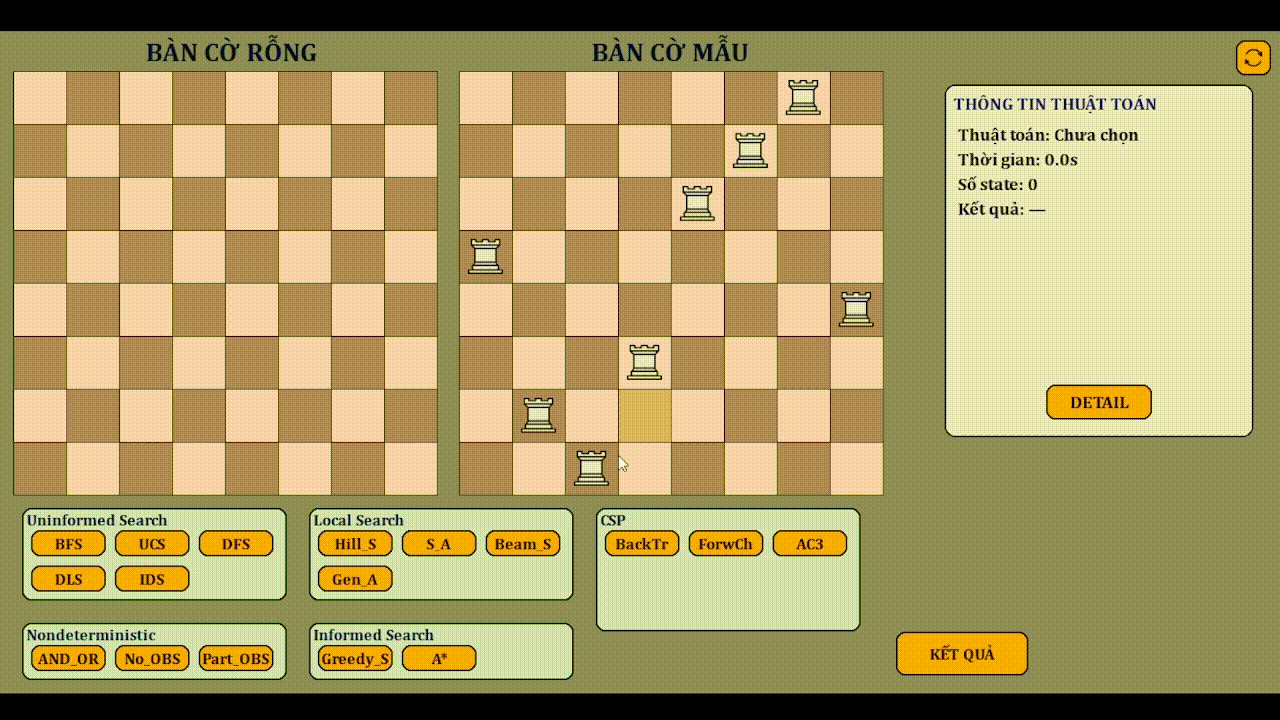 BÀN CỜ RỖNG
BÀN CỜ MẪU
THÔNG TIN THUẬT TOÁN
Thuật toán: Chưa chọn
Thời gian: 0.0s
Số state: 0
Kết quả: —
DETAIL
Uninformed Search
BFS UCS DFS
DLS IDS
Local Search
Hill_S S_A Beam_S
Gen_A
CSP
BackTr ForwCh AC3
Nondeterministic
AND_OR No_OBS Part_OBS
Informed Search
Greedy_S A*
KẾT QUẢ